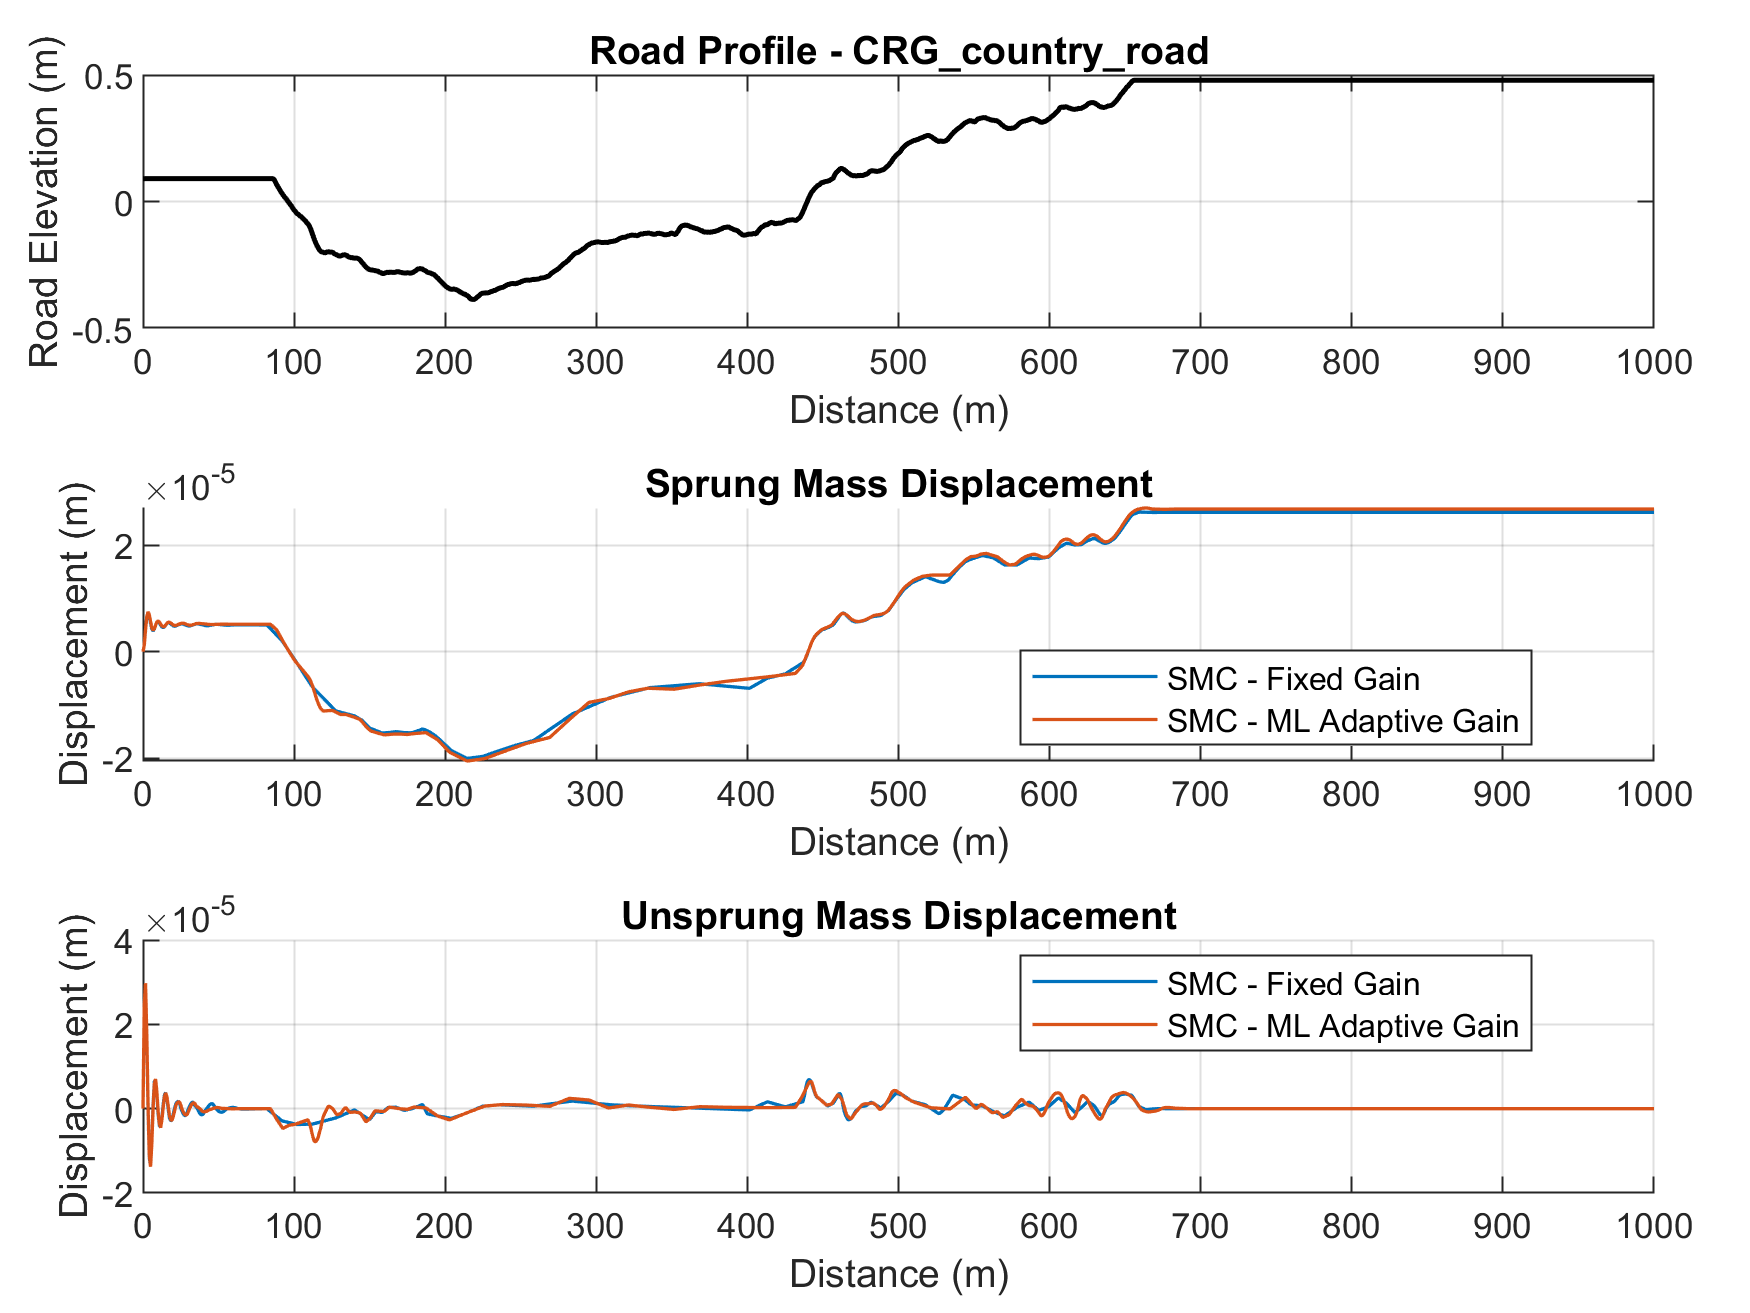 Road Profile - CRG_country_road
Road Elevation (m)
0.5
0
-0.5
0 100 200 300 400 500 600 700 800 900 1000
Distance (m)
×10-5
Sprung Mass Displacement
Displacement (m)
2
0
-2
SMC - Fixed Gain
SMC - ML Adaptive Gain
0 100 200 300 400 500 600 700 800 900 1000
Distance (m)
×10-5
Unsprung Mass Displacement
Displacement (m)
4
2
0
-2
SMC - Fixed Gain
SMC - ML Adaptive Gain
0 100 200 300 400 500 600 700 800 900 1000
Distance (m)